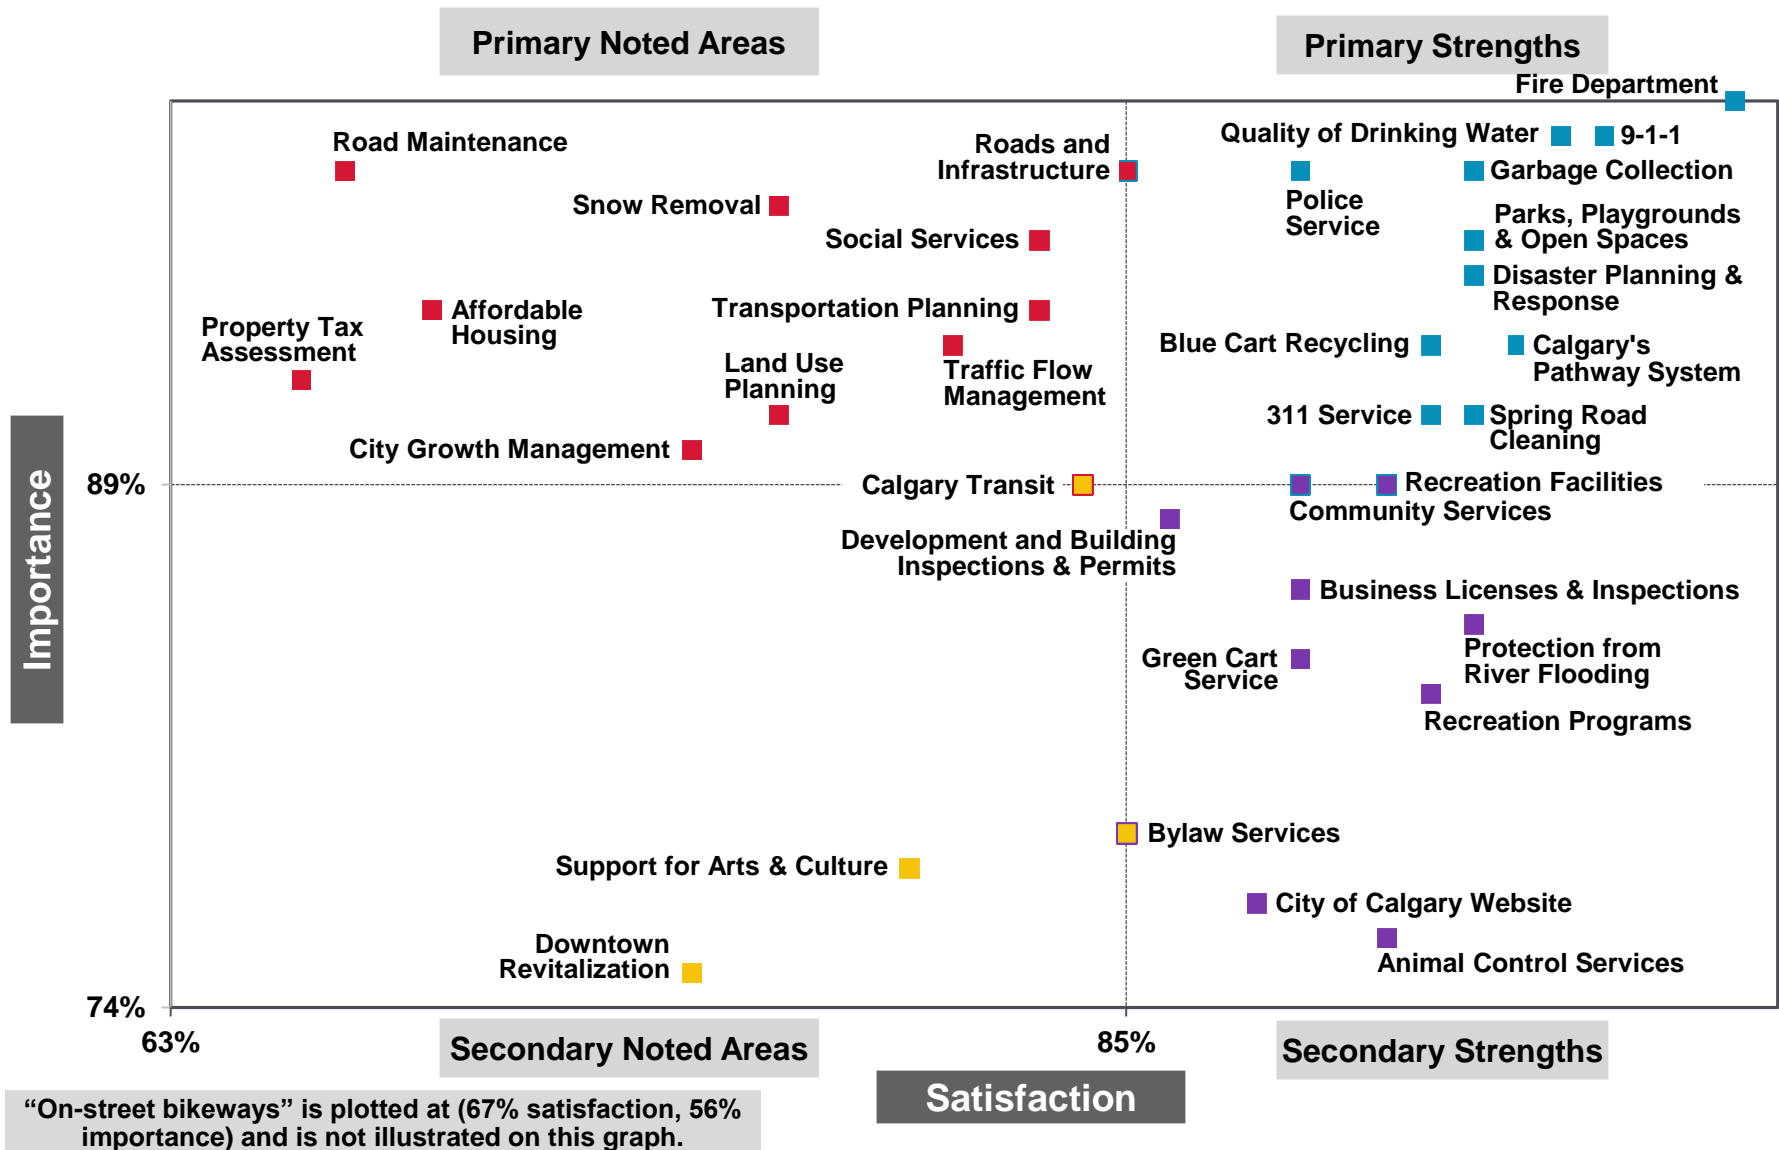 Primary Noted Areas
Primary Strengths
Fire Department
Quality of Drinking Water
9-1-1
Road Maintenance
Roads and
Infrastructure
Garbage Collection
Police
Service
Snow Removal
Parks, Playgrounds
& Open Spaces
Social Services
Disaster Planning &
Response
Affordable
Housing
Transportation Planning
Property Tax
Assessment
Blue Cart Recycling
Calgary's
Pathway System
Land Use
Planning
Traffic Flow
Management
311 Service
Spring Road
Cleaning
City Growth Management
Importance
89%
Calgary Transit
Recreation Facilities
Community Services
Development and Building
Inspections & Permits
Business Licenses & Inspections
Protection from
River Flooding
Green Cart
Service
Recreation Programs
Bylaw Services
Support for Arts & Culture
City of Calgary Website
Downtown
Revitalization
Animal Control Services
74%
63%
85%
Secondary Noted Areas
Secondary Strengths
Satisfaction
“On-street bikeways” is plotted at (67% satisfaction, 56%
importance) and is not illustrated on this graph.